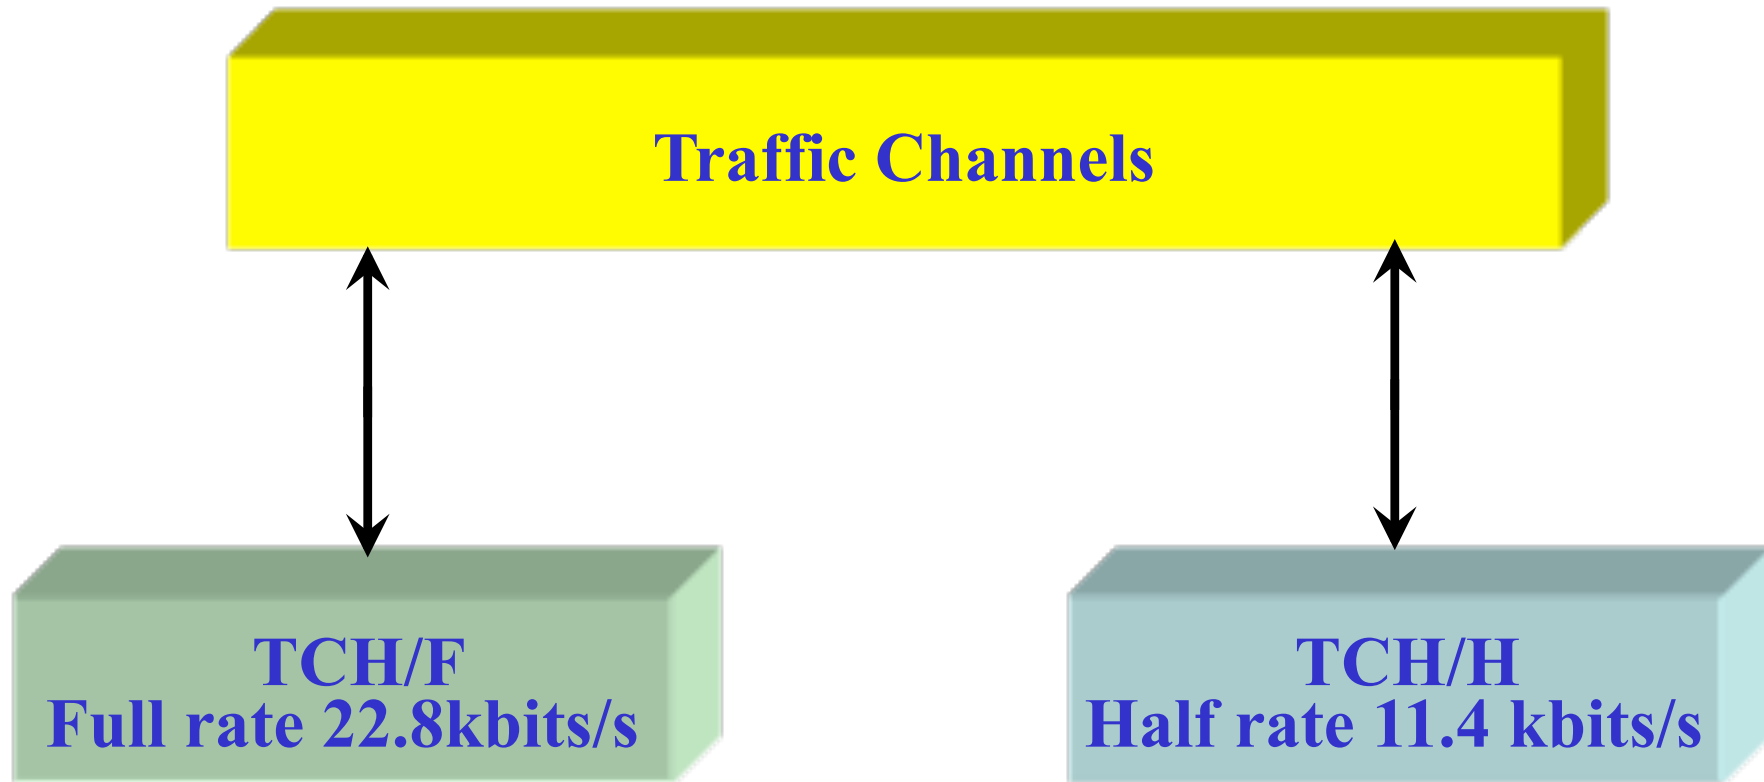 Traffic Channels
TCH/F
Full rate 22.8kbits/s
TCH/H
Half rate 11.4 kbits/s